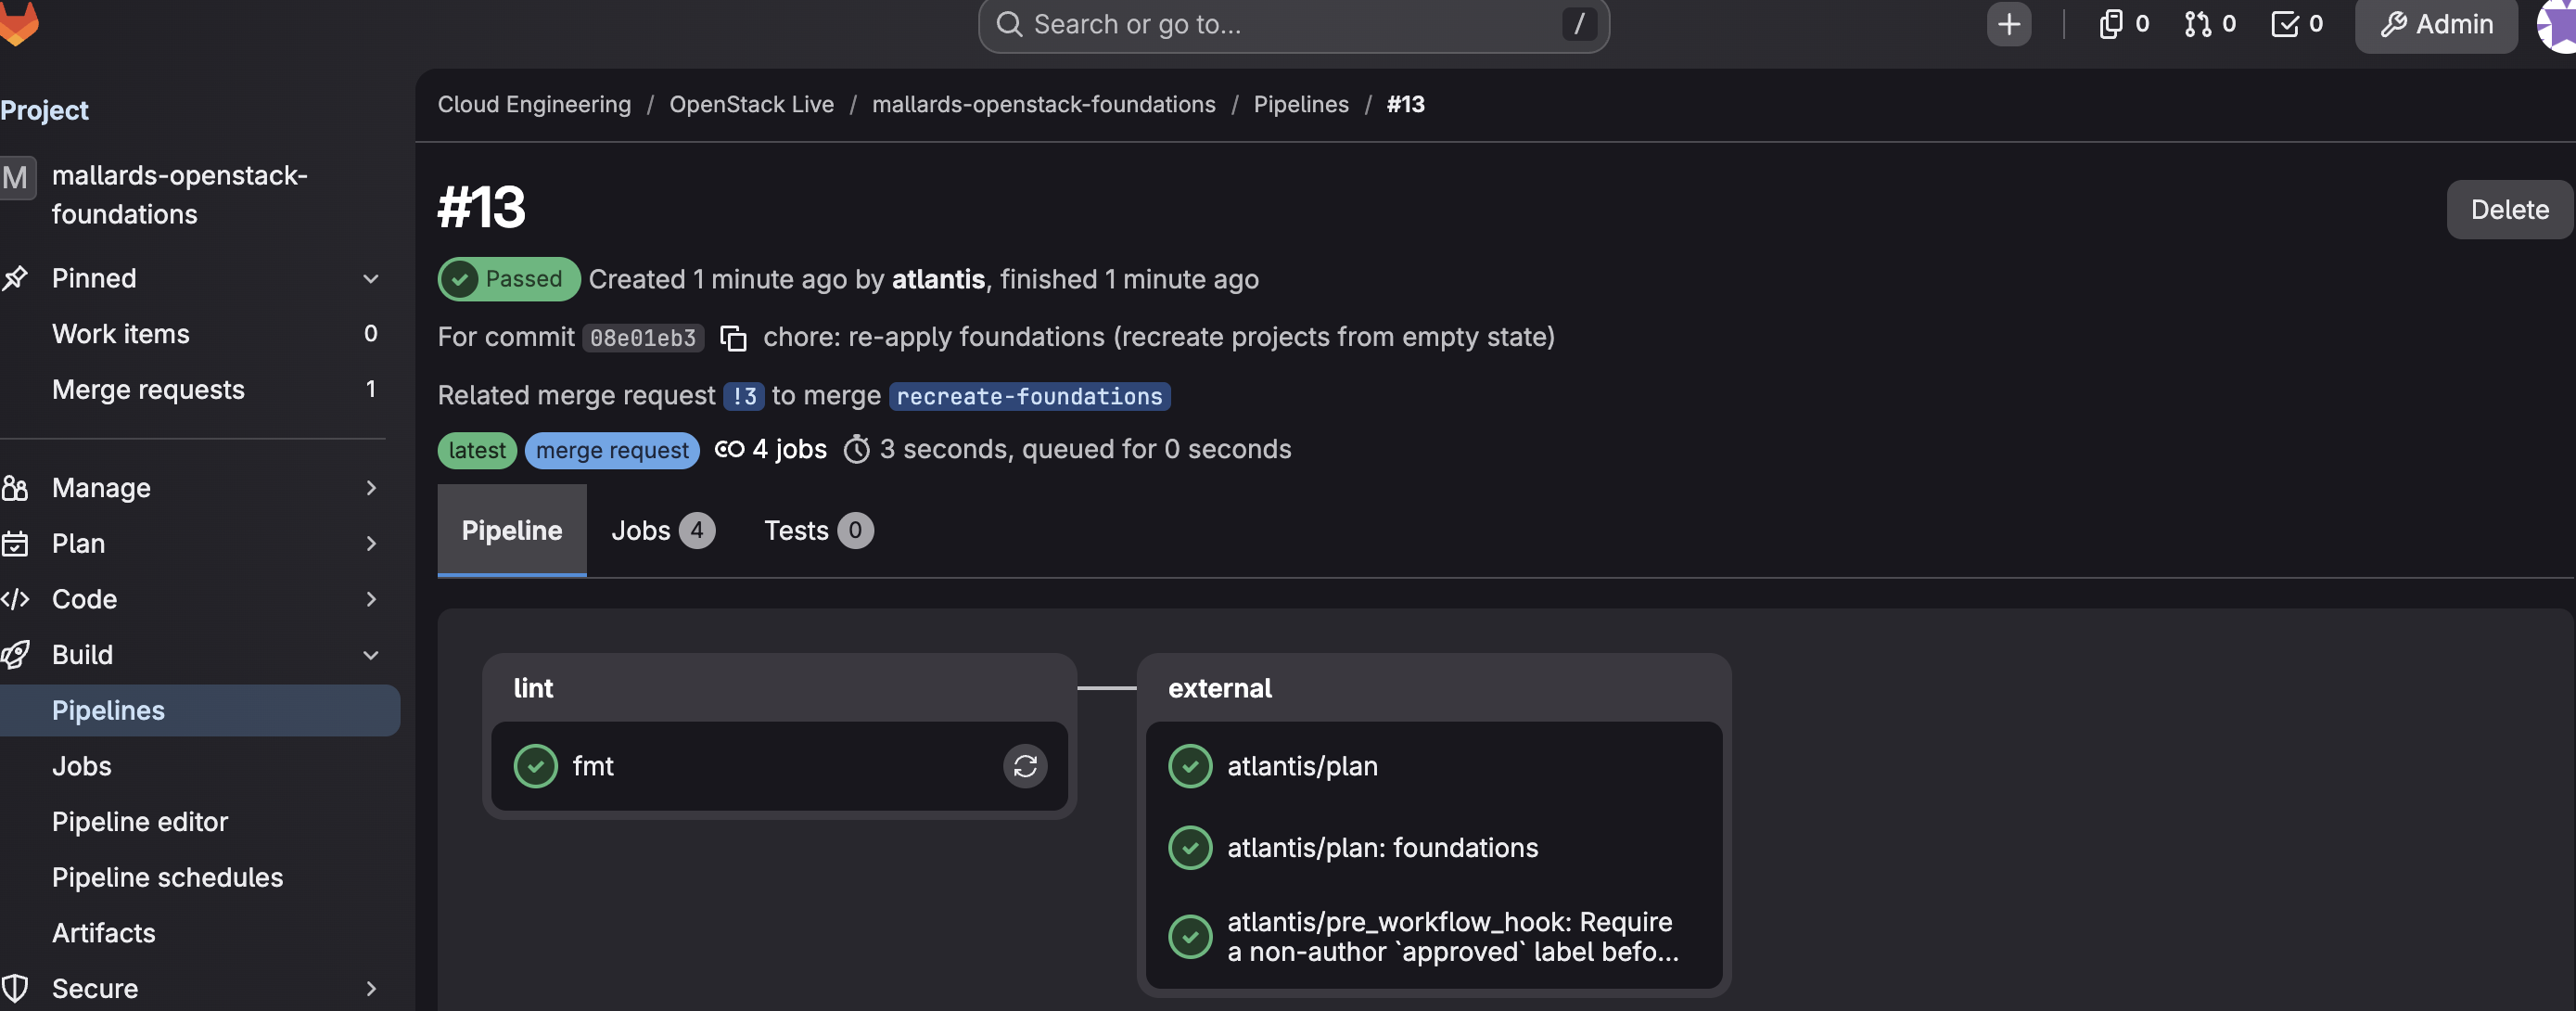 Search or go to... /
0 0 0 Admin
Project
M mallards-openstack-
foundations
Pinned
Work items 0
Merge requests 1
Manage
Plan
Code
Build
Pipelines
Jobs
Pipeline editor
Pipeline schedules
Artifacts
Secure
Cloud Engineering / OpenStack Live / mallards-openstack-foundations / Pipelines / #13
#13
Delete
Passed Created 1 minute ago by atlantis, finished 1 minute ago
For commit 08e01eb3 chore: re-apply foundations (recreate projects from empty state)
Related merge request !3 to merge recreate-foundations
latest merge request 4 jobs 3 seconds, queued for 0 seconds
Pipeline Jobs 4 Tests 0
lint
fmt
external
atlantis/plan
atlantis/plan: foundations
atlantis/pre_workflow_hook: Require
a non-author `approved` label befo...